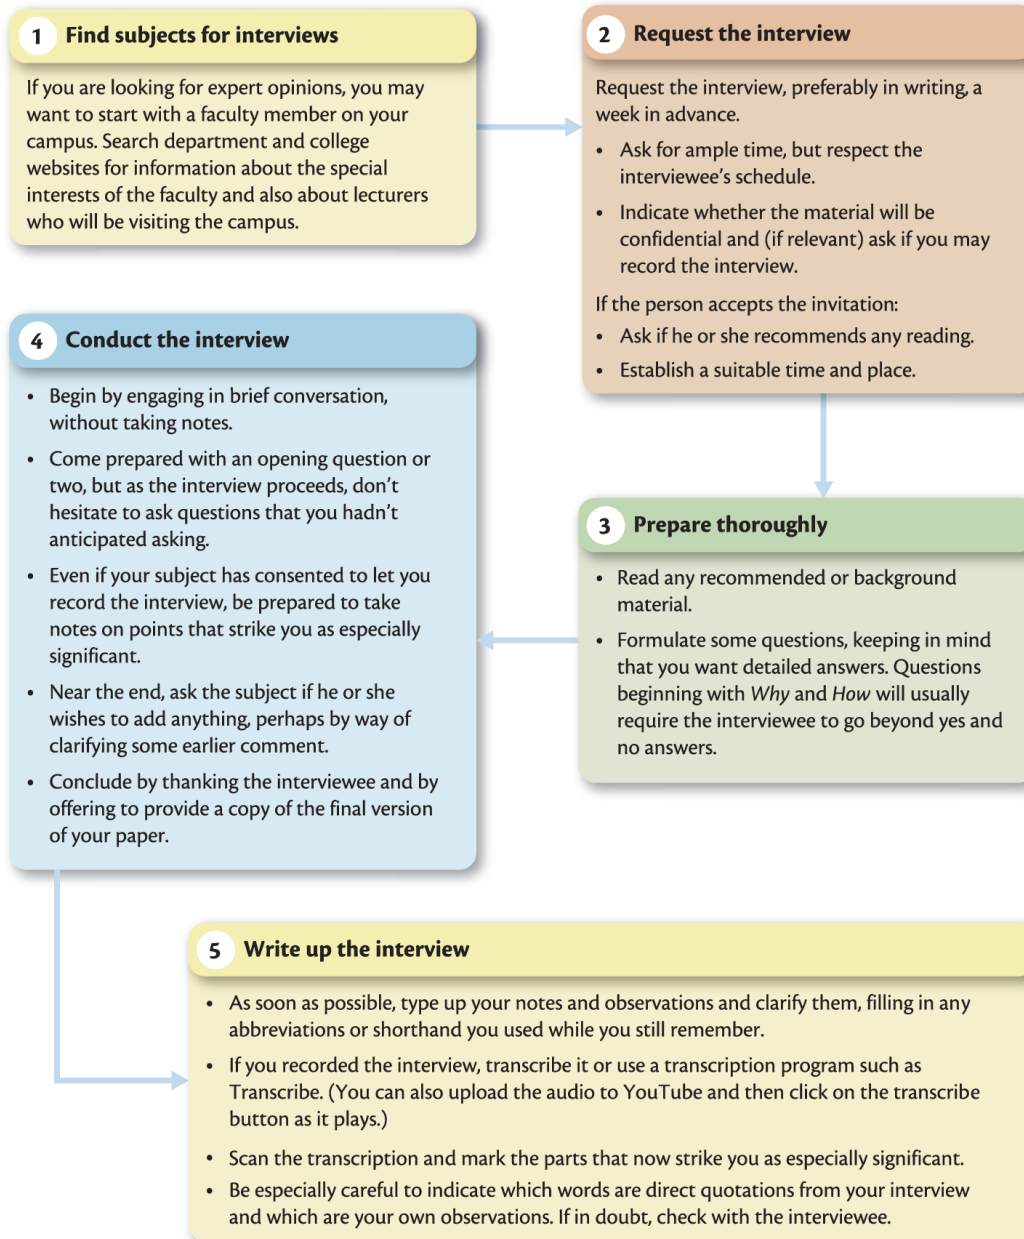 1 Find subjects for interviews
If you are looking for expert opinions, you may
want to start with a faculty member on your
campus. Search department and college
websites for information about the special
interests of the faculty and also about lecturers
who will be visiting the campus.
2 Request the interview
Request the interview, preferably in writing, a
week in advance.
• Ask for ample time, but respect the
interviewee’s schedule.
• Indicate whether the material will be
confidential and (if relevant) ask if you may
record the interview.
If the person accepts the invitation:
• Ask if he or she recommends any reading.
• Establish a suitable time and place.
3 Prepare thoroughly
• Read any recommended or background
material.
• Formulate some questions, keeping in mind
that you want detailed answers. Questions
beginning with Why and How will usually
require the interviewee to go beyond yes and
no answers.
4 Conduct the interview
• Begin by engaging in brief conversation,
without taking notes.
• Come prepared with an opening question or
two, but as the interview proceeds, don’t
hesitate to ask questions that you hadn’t
anticipated asking.
• Even if your subject has consented to let you
record the interview, be prepared to take
notes on points that strike you as especially
significant.
• Near the end, ask the subject if he or she
wishes to add anything, perhaps by way of
clarifying some earlier comment.
• Conclude by thanking the interviewee and by
offering to provide a copy of the final version
of your paper.
5 Write up the interview
• As soon as possible, type up your notes and observations and clarify them, filling in any
abbreviations or shorthand you used while you still remember.
• If you recorded the interview, transcribe it or use a transcription program such as
Transcribe. (You can also upload the audio to YouTube and then click on the transcribe
button as it plays.)
• Scan the transcription and mark the parts that now strike you as especially significant.
• Be especially careful to indicate which words are direct quotations from your interview
and which are your own observations. If in doubt, check with the interviewee.